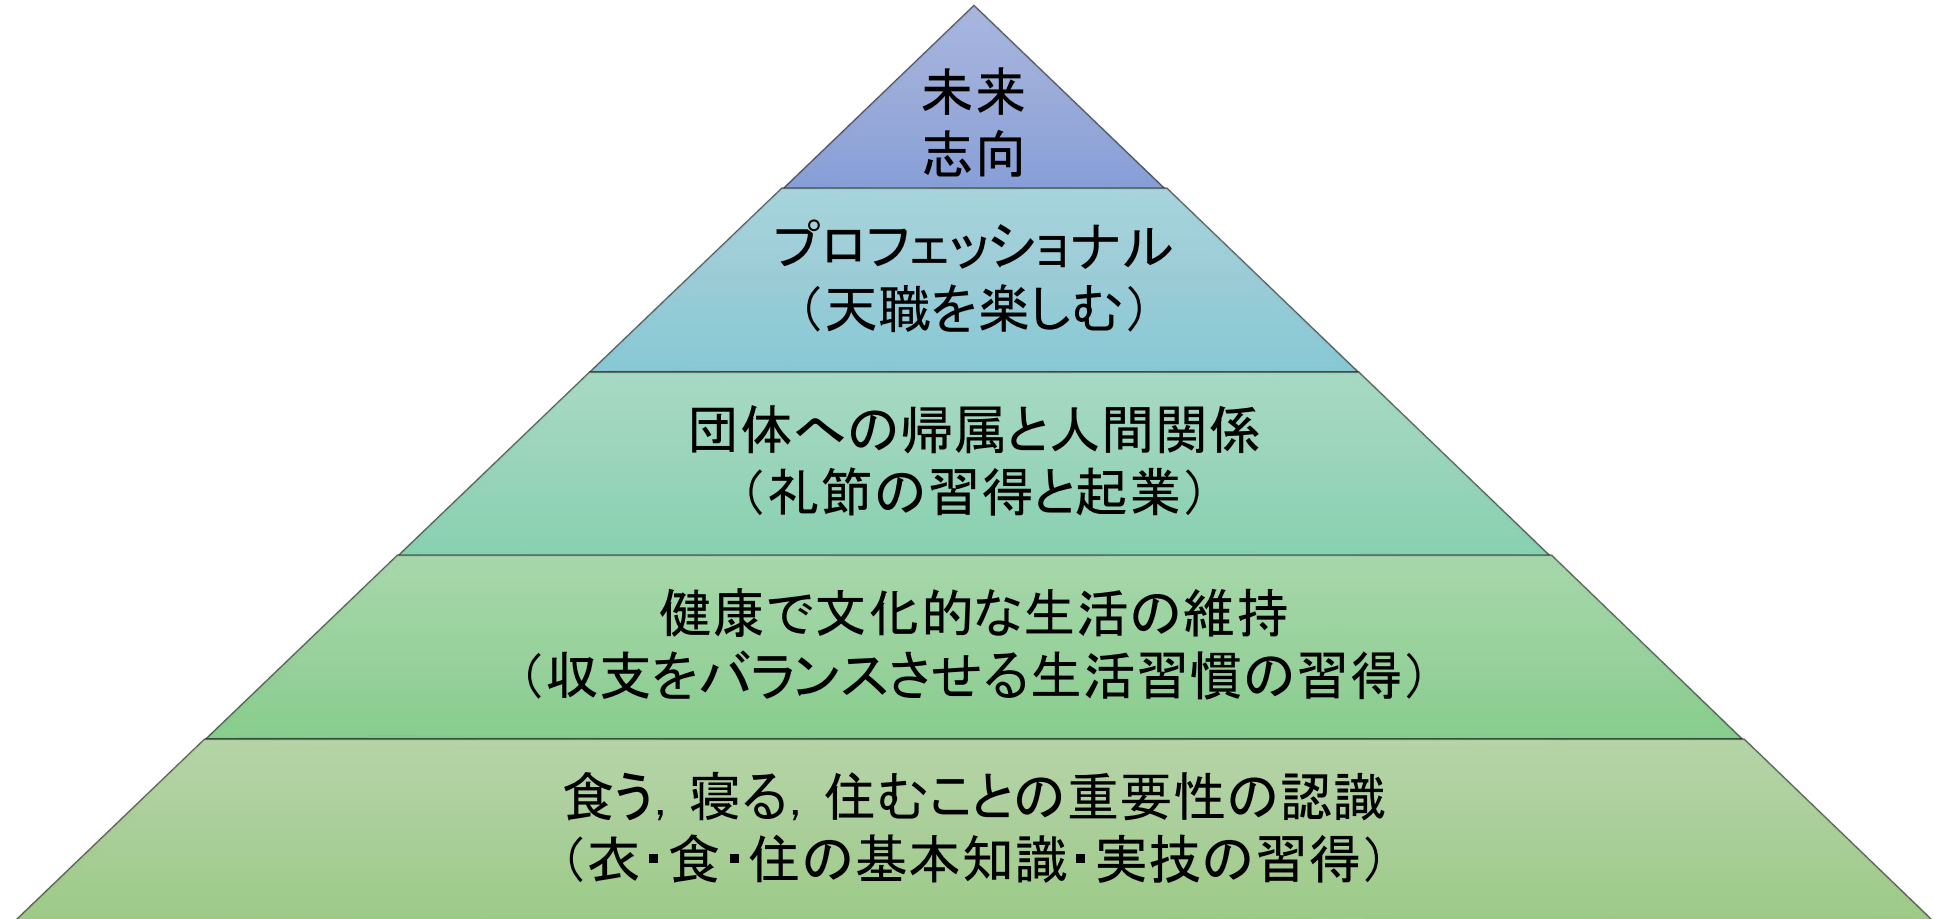 未来
志向
プロフェッショナル
（天職を楽しむ）
団体への帰属と人間関係
（礼節の習得と起業）
健康で文化的な生活の維持
（収支をバランスさせる生活習慣の習得）
食う，寝る，住むことの重要性の認識
（衣・食・住の基本知識・実技の習得）